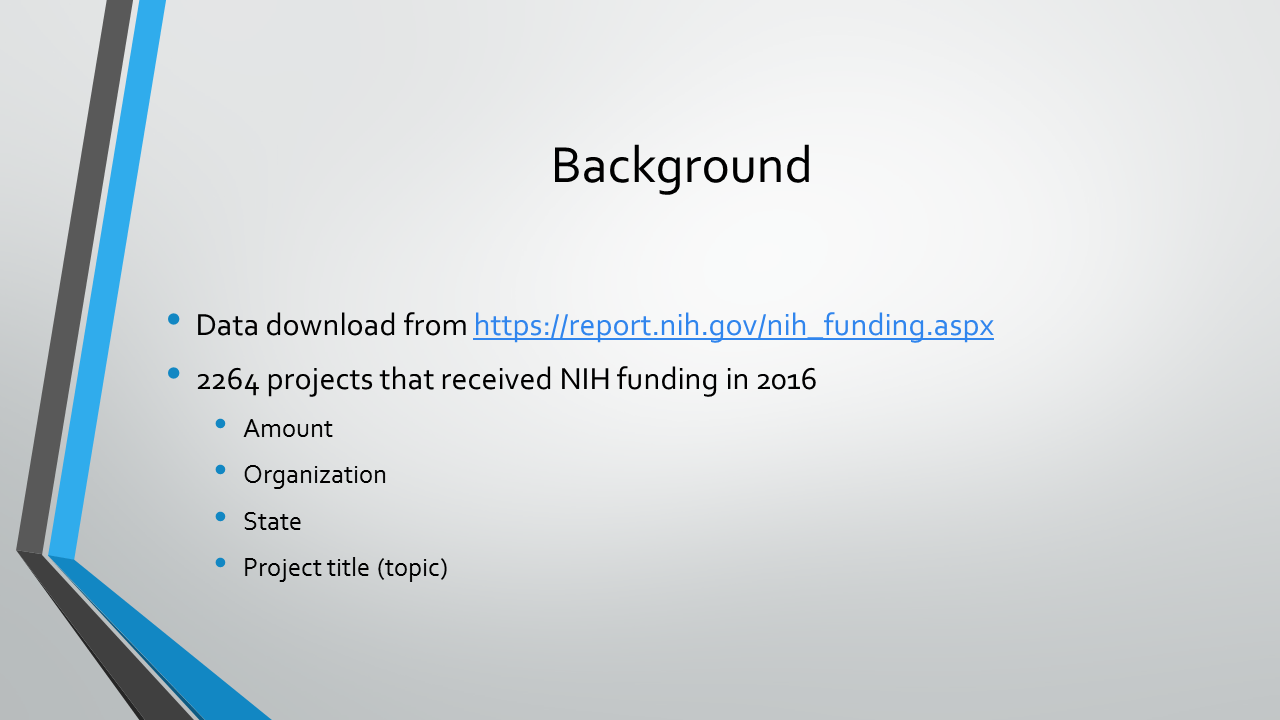 Background
• Data download from https://report.nih.gov/nih_funding.aspx
• 2264 projects that received NIH funding in 2016
• Amount
• Organization
• State
• Project title (topic)